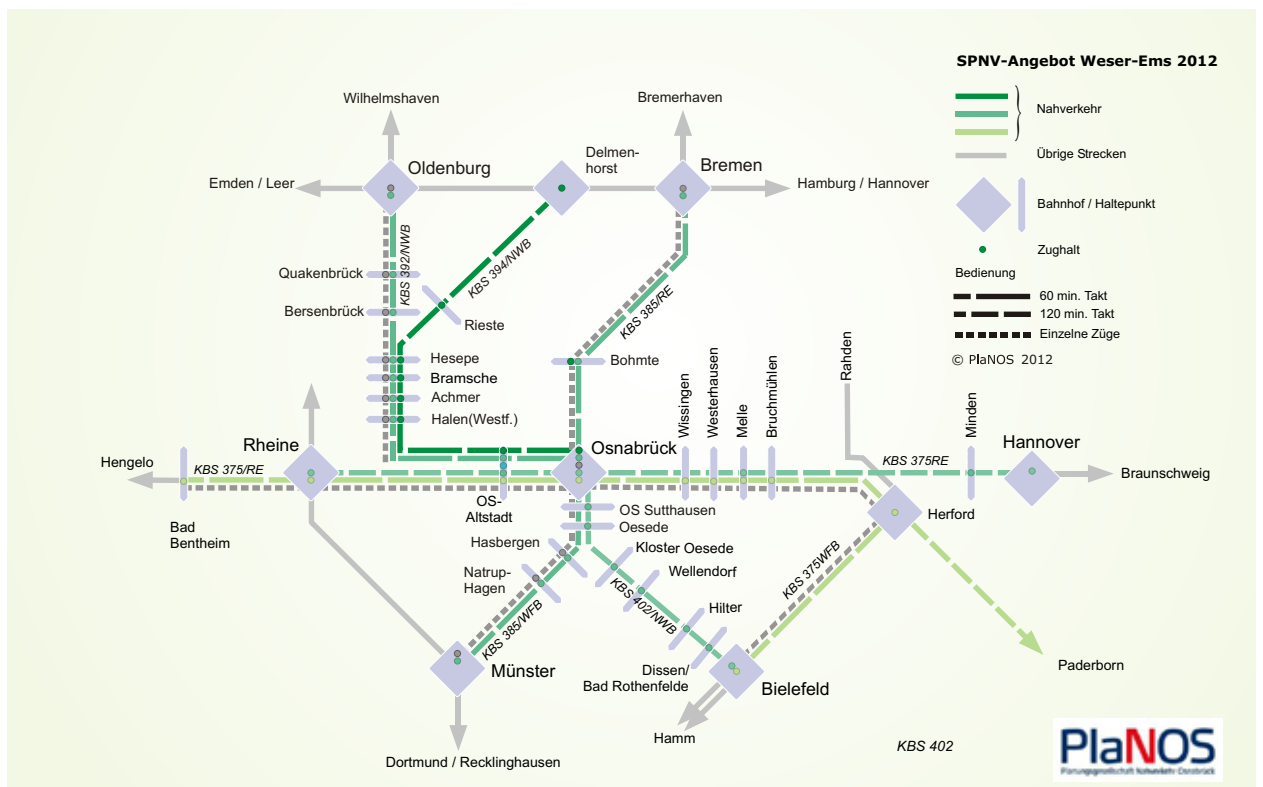 SPNV-Angebot Weser-Ems 2012
Nahverkehr
Übrige Strecken
Bahnhof / Haltepunkt
Zughalt
Bedienung
60 min. Takt
120 min. Takt
Einzelne Züge
© PlaNOS 2012
Wilhelmshaven
Bremerhaven
Oldenburg
Delmen-
horst
Bremen
Emden / Leer
Hamburg / Hannover
KBS 392/NWB
KBS 394/NWB
KBS 385/RE
Quakenbrück
Bersenbrück
Rieste
Hesepe
Bramsche
Achmer
Halen(Westf.)
Bohmte
Rahden
Wissingen
Westerhausen
Melle
Bruchmühlen
Minden
Rheine
Osnabrück
Hannover
Hengelo
KBS 375/RE
KBS 375RE
Braunschweig
Bad
Bentheim
OS-
Altstadt
OS Sutthausen
Oesede
Herford
Hasbergen
Kloster Oesede
Natrup-
Hagen
Wellendorf
KBS 375WFB
KBS 402/NWB
KBS 385/WFB
Hilter
Münster
Dissen/
Bad Rothenfelde
Bielefeld
Paderborn
Hamm
Dortmund / Recklinghausen
KBS 402
PlaNOS
Planungsgesellschaft Nahverkehr Osnabrück